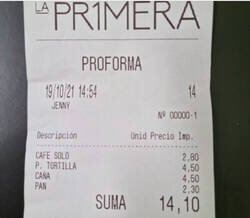 LA PR1MERA
PROFORMA
19/10/21 14:54 14
JENNY
Nº 00000-1
Descripción Unid Precio Imp.
CAFE SOLO 2,80
P. TORTILLA 4,50
CAÑA 4,50
PAN 2,30
SUMA 14,10